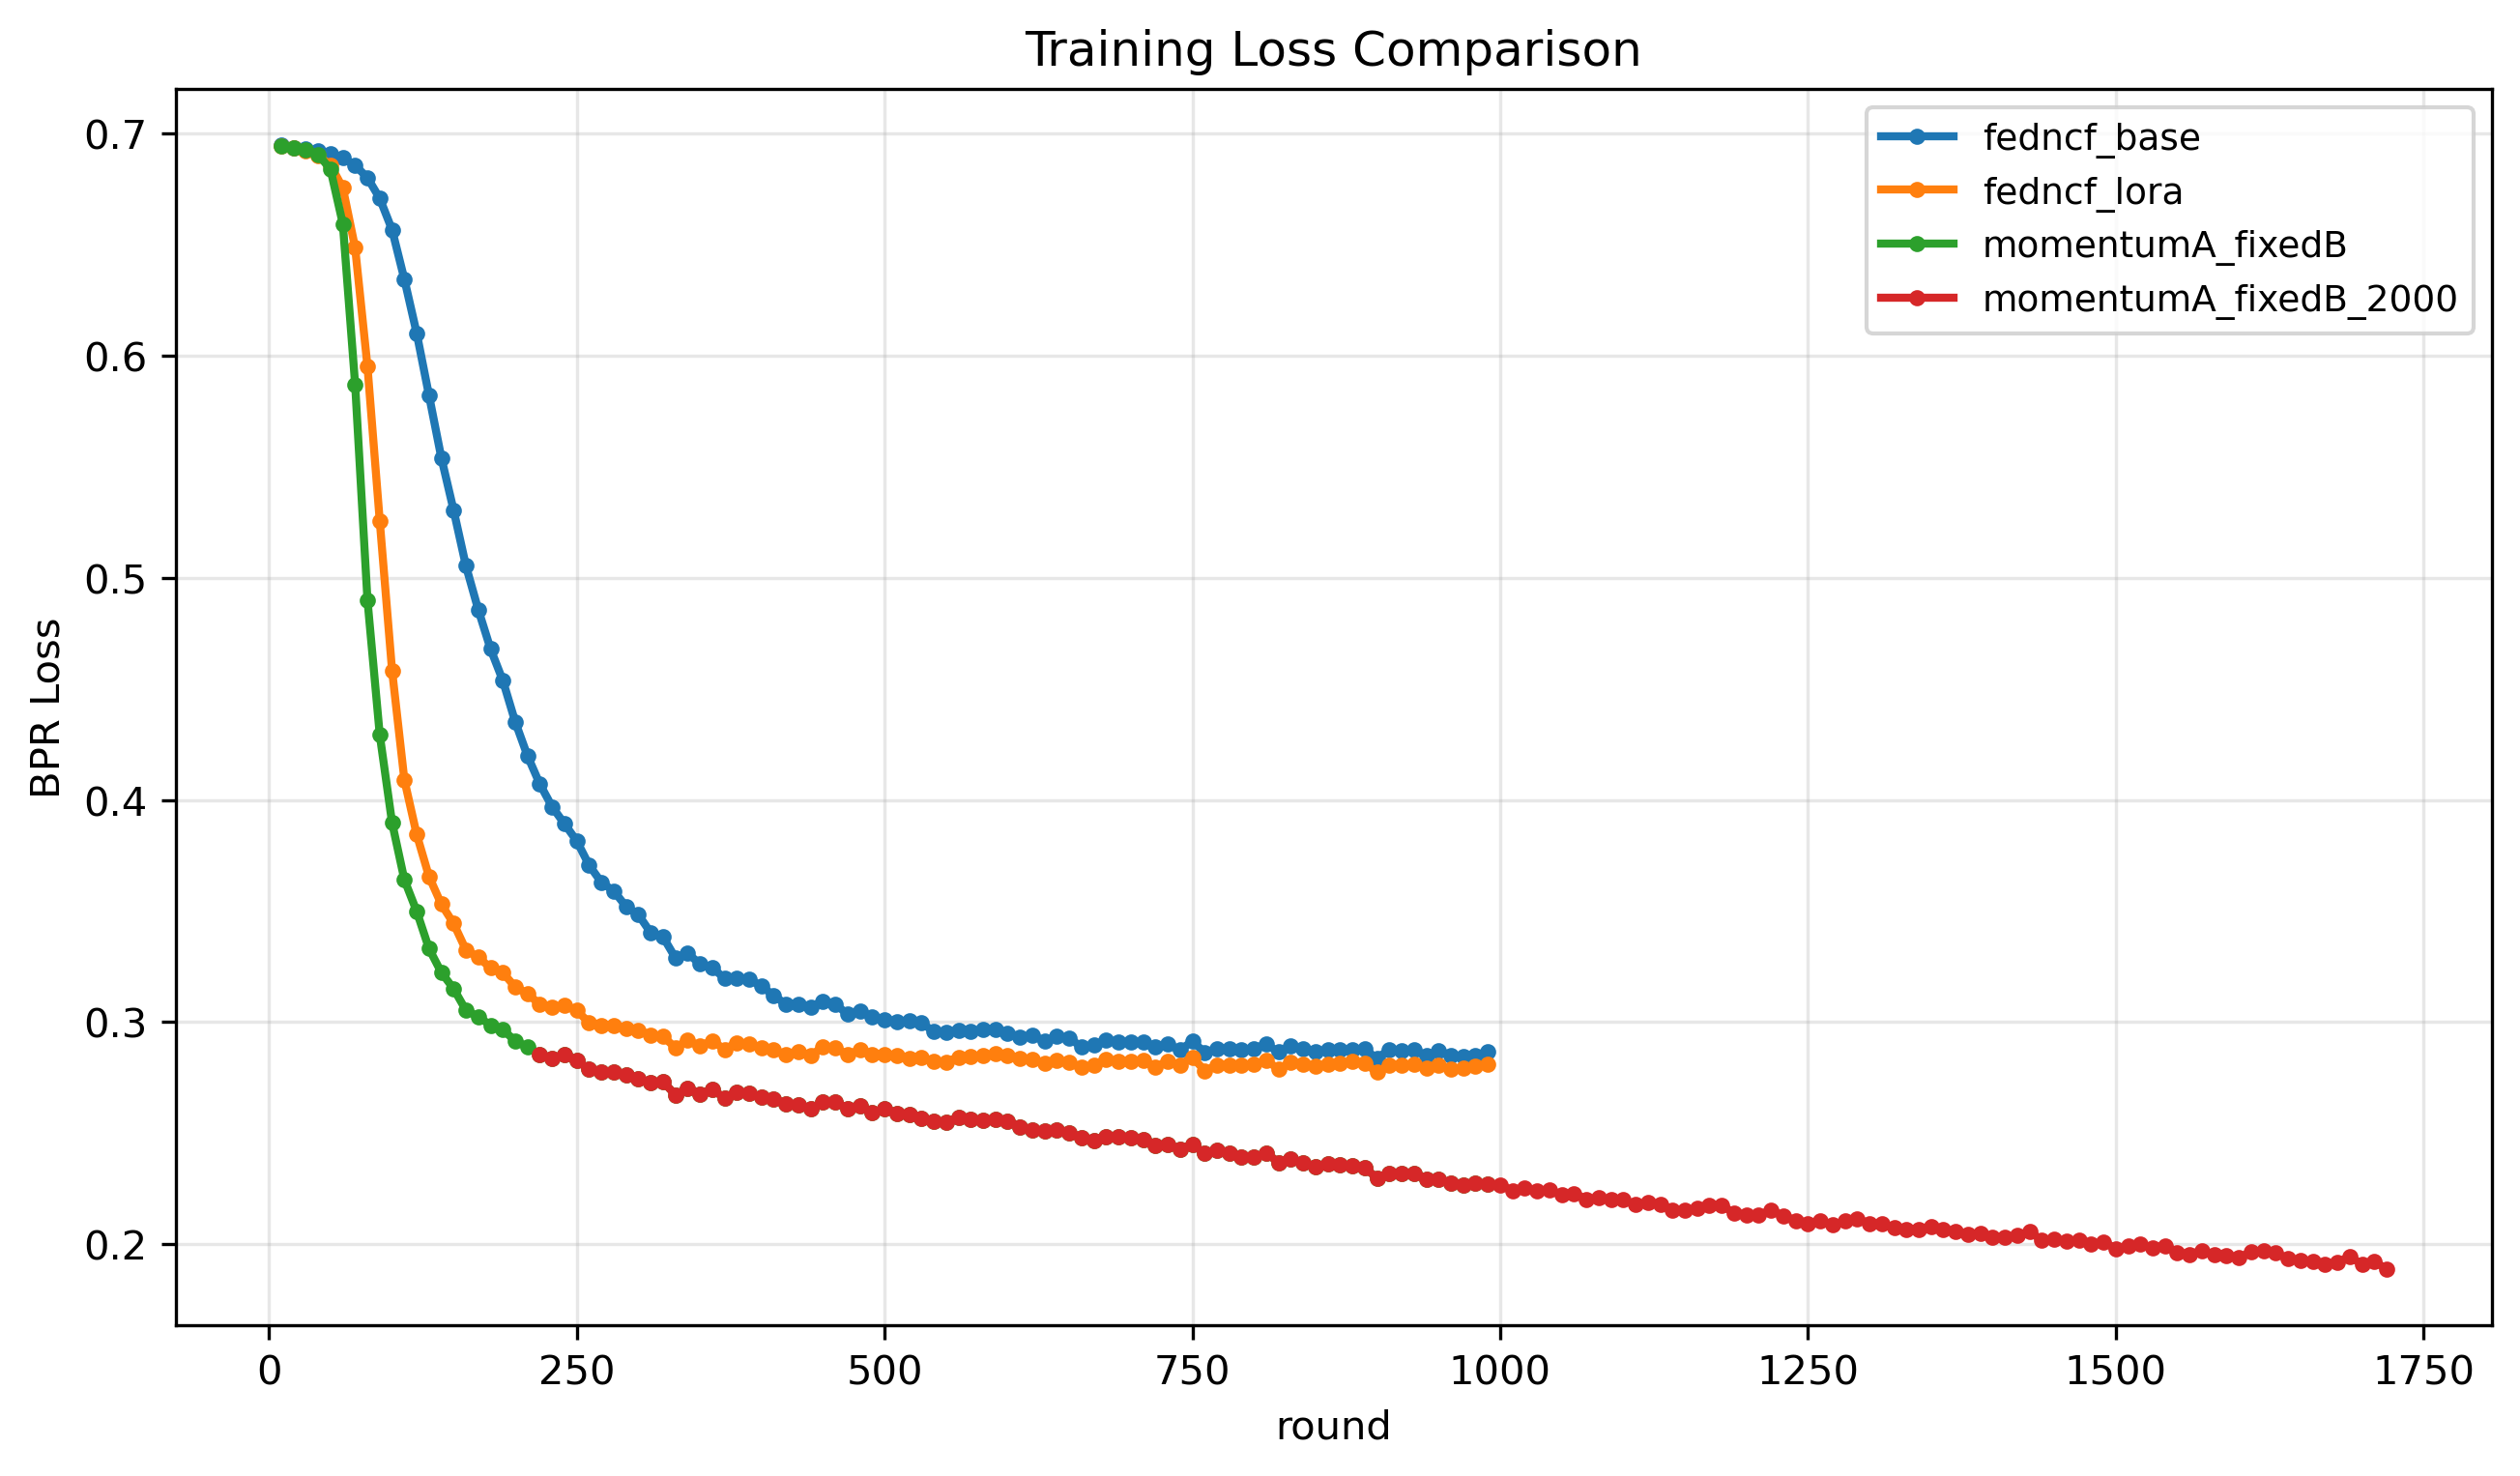 Training Loss Comparison
fedncf_base
fedncf_lora
momentumA_fixedB
momentumA_fixedB_2000
0.7
0.6
0.5
0.4
0.3
0.2
BPR Loss
0 250 500 750 1000 1250 1500 1750
round